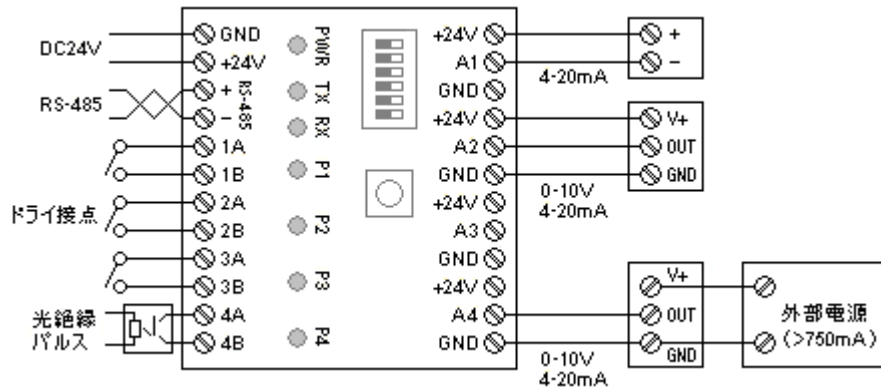 DC24V
RS-485
ドライ接点
光絶縁
パルス
GND
+24V
+
−
RS-485
1A
1B
2A
2B
3A
3B
4A
4B
PWR
TX
RX
P1
P2
P3
P4
+24V
A1
GND
+24V
A2
GND
+24V
A3
GND
+24V
A4
GND
4-20mA
+
−
0-10V
4-20mA
V+
OUT
GND
0-10V
4-20mA
V+
OUT
GND
外部電源
(>750mA)